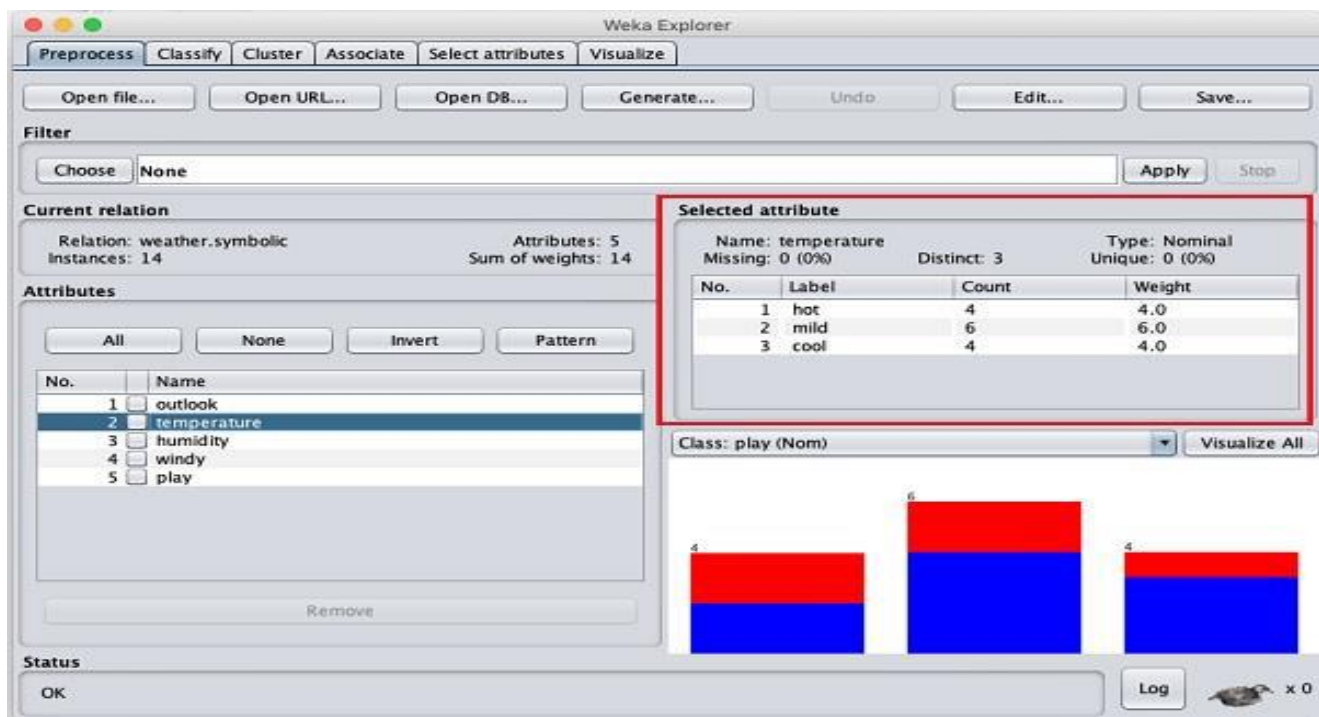 Weka Explorer
Preprocess Classify Cluster Associate Select attributes Visualize
Open file... Open URL... Open DB... Generate... Undo Edit... Save...
Filter
Choose None Apply Stop
Current relation
Relation: weather.symbolic Attributes: 5
Instances: 14 Sum of weights: 14
Attributes
All None Invert Pattern
No. Name
1 outlook
2 temperature
3 humidity
4 windy
5 play
Remove
Selected attribute
Name: temperature Type: Nominal
Missing: 0 (0%) Distinct: 3 Unique: 0 (0%)
No. Label Count Weight
1 hot 4 4.0
2 mild 6 6.0
3 cool 4 4.0
Class: play (Nom) Visualize All
4 6 4
Status
OK Log x 0